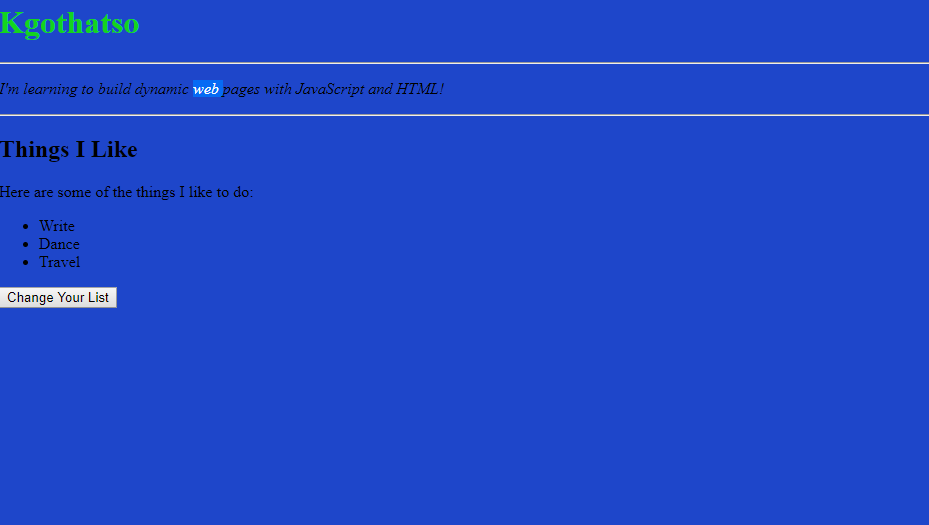 Kgothatso
I'm learning to build dynamic web pages with JavaScript and HTML!
Things I Like
Here are some of the things I like to do:
Write
Dance
Travel
Change Your List